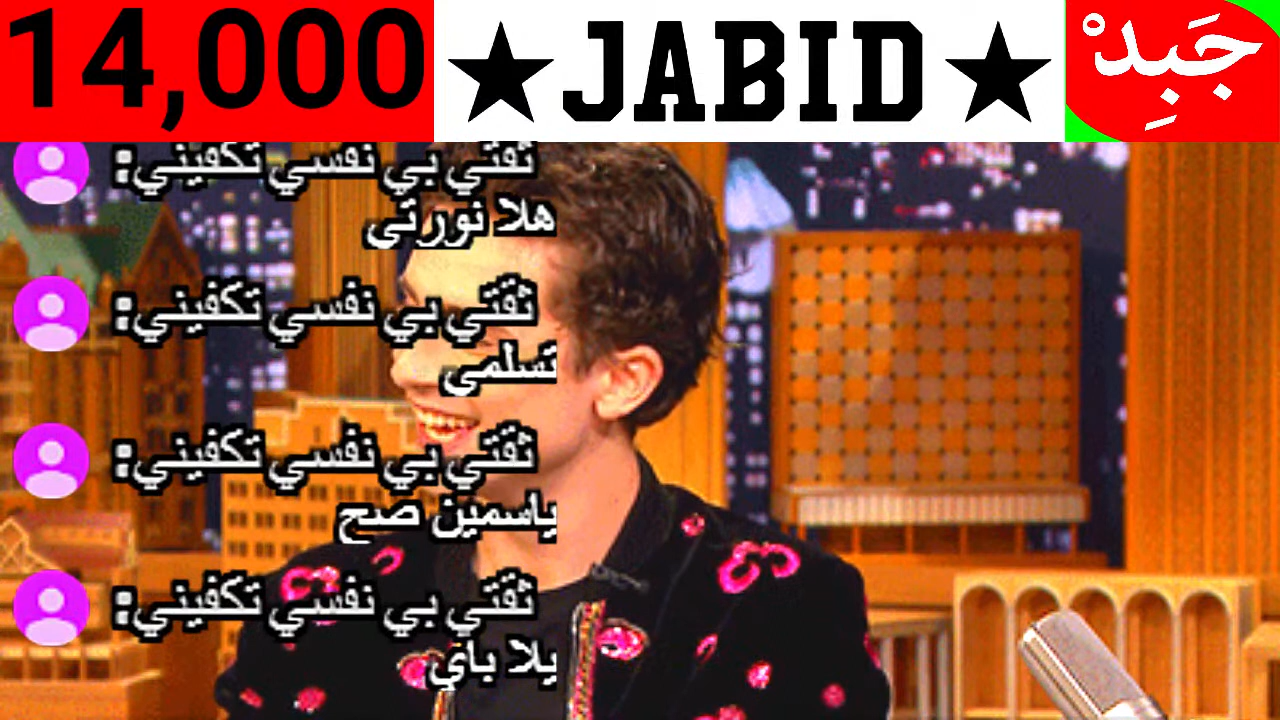 14,000
★ JABID ★
جَبِدْ
ثقتي بي نفسي تكفيني:
هلا نورتي
ثقتي بي نفسي تكفيني:
تسلمي
ثقتي بي نفسي تكفيني:
ياسمين صح
ثقتي بي نفسي تكفيني:
يلا باي